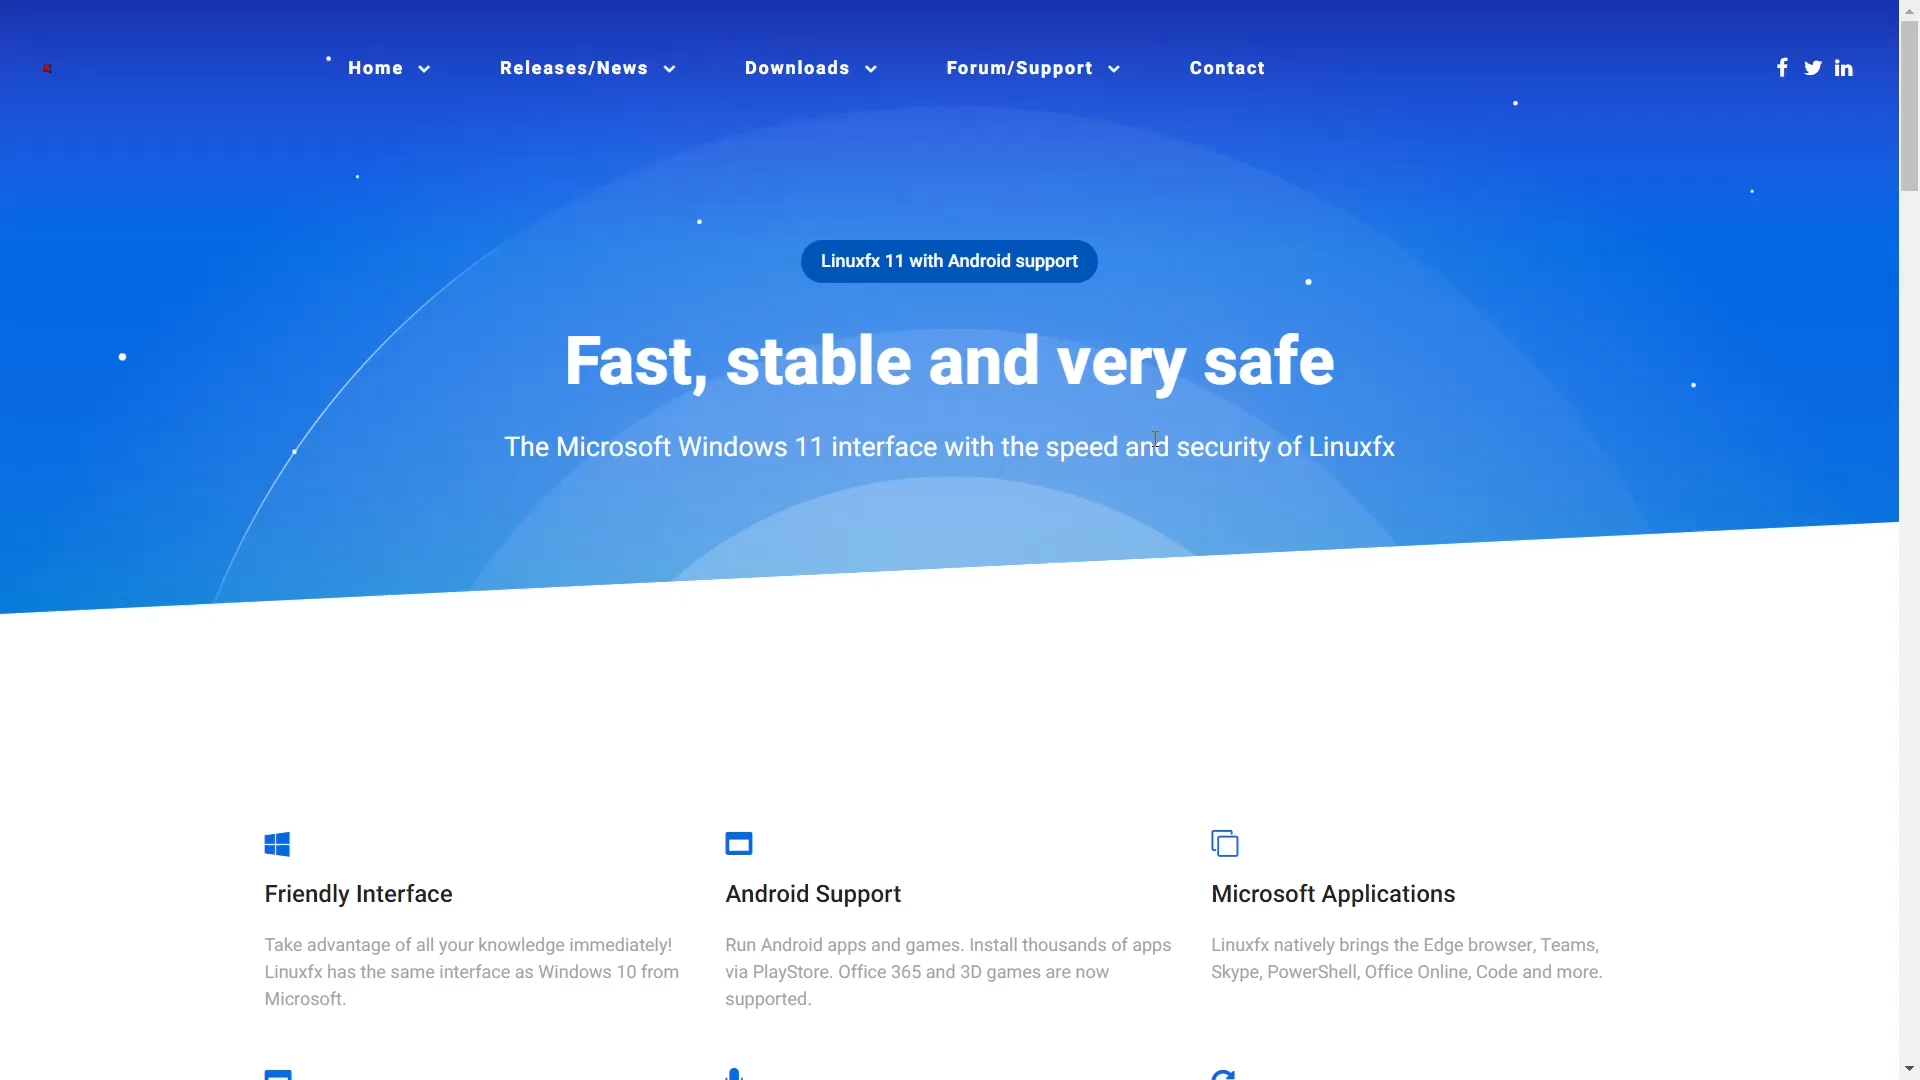 Home Releases/News Downloads Forum/Support Contact
Linuxfx 11 with Android support
Fast, stable and very safe
The Microsoft Windows 11 interface with the speed and security of Linuxfx
Friendly Interface
Take advantage of all your knowledge immediately!
Linuxfx has the same interface as Windows 10 from
Microsoft.
Android Support
Run Android apps and games. Install thousands of apps
via PlayStore. Office 365 and 3D games are now
supported.
Microsoft Applications
Linuxfx natively brings the Edge browser, Teams,
Skype, PowerShell, Office Online, Code and more.